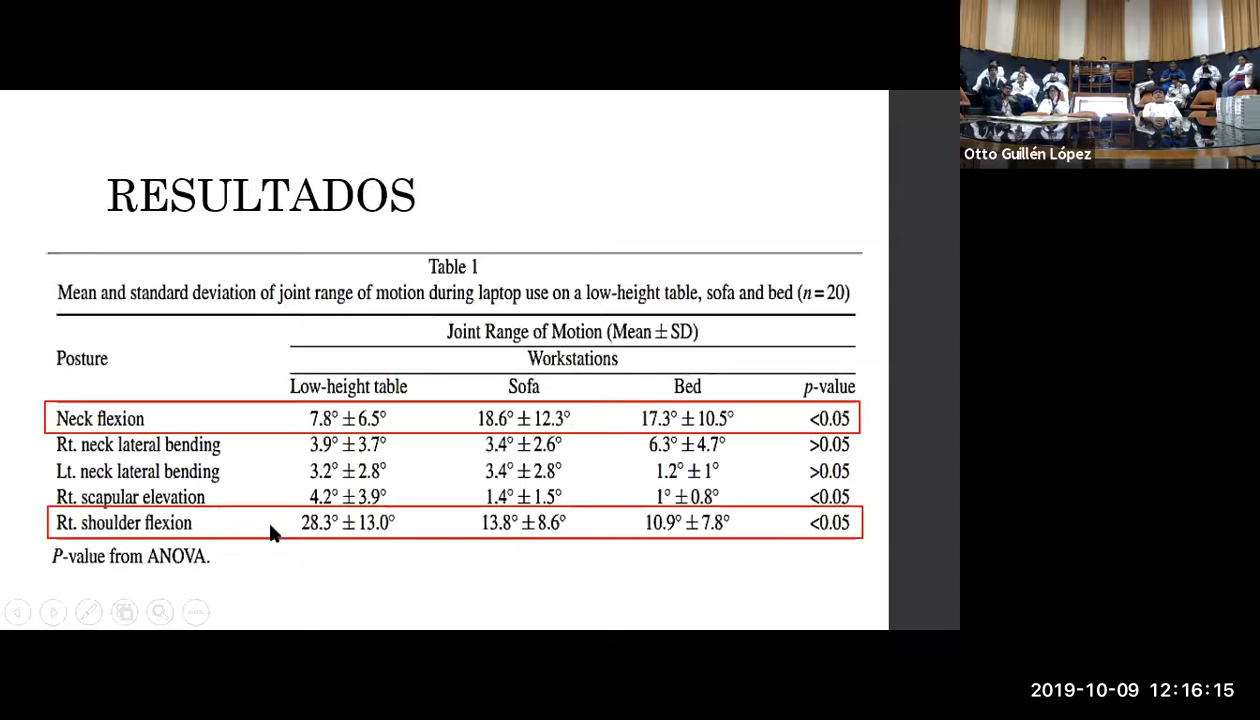 Otto Guillén López
RESULTADOS
Table 1
Mean and standard deviation of joint range of motion during laptop use on a low-height table, sofa and bed (n=20)
Joint Range of Motion (Mean±SD)
Posture
Workstations
Low-height table Sofa Bed p-value
Neck flexion 7.8°±6.5° 18.6°±12.3° 17.3°±10.5° <0.05
Rt. neck lateral bending 3.9°±3.7° 3.4°±2.6° 6.3°±4.7° >0.05
Lt. neck lateral bending 3.2°±2.8° 3.4°±2.8° 1.2°±1° >0.05
Rt. scapular elevation 4.2°±3.9° 1.4°±1.5° 1°±0.8° <0.05
Rt. shoulder flexion 28.3°±13.0° 13.8°±8.6° 10.9°±7.8° <0.05
P-value from ANOVA.
2019-10-09 12:16:15